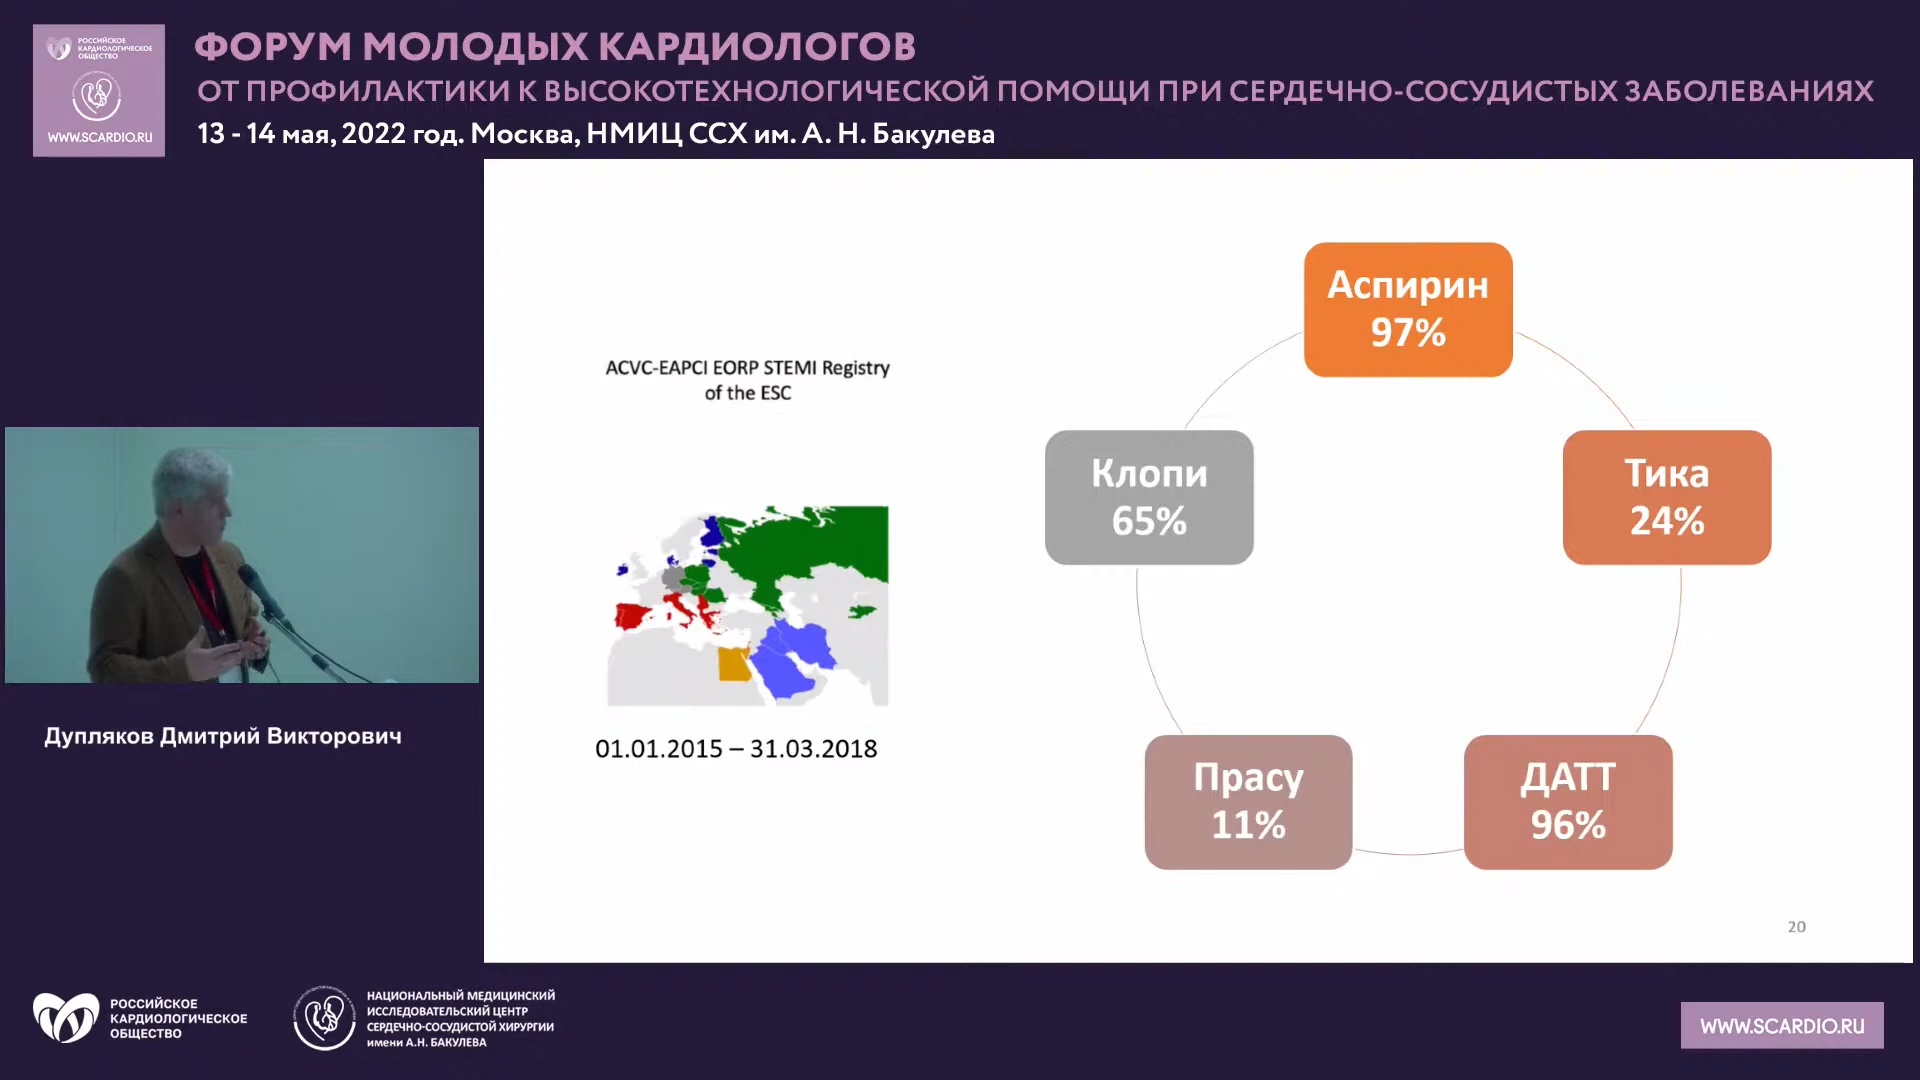 РОССИЙСКОЕ
КАРДИОЛОГИЧЕСКОЕ
ОБЩЕСТВО
WWW.SCARDIO.RU
ФОРУМ МОЛОДЫХ КАРДИОЛОГОВ
ОТ ПРОФИЛАКТИКИ К ВЫСОКОТЕХНОЛОГИЧЕСКОЙ ПОМОЩИ ПРИ СЕРДЕЧНО-СОСУДИСТЫХ ЗАБОЛЕВАНИЯХ
13 - 14 мая, 2022 год. Москва, НМИЦ ССХ им. А. Н. Бакулева
ACVC-EAPCI EORP STEMI Registry
of the ESC
01.01.2015 – 31.03.2018
Аспирин
97%
Клопи
65%
Тика
24%
Прасу
11%
ДАТТ
96%
20
Дупляков Дмитрий Викторович
РОССИЙСКОЕ
КАРДИОЛОГИЧЕСКОЕ
ОБЩЕСТВО
НАЦИОНАЛЬНЫЙ МЕДИЦИНСКИЙ
ИССЛЕДОВАТЕЛЬСКИЙ ЦЕНТР
СЕРДЕЧНО-СОСУДИСТОЙ ХИРУРГИИ
имени А.Н. БАКУЛЕВА
WWW.SCARDIO.RU